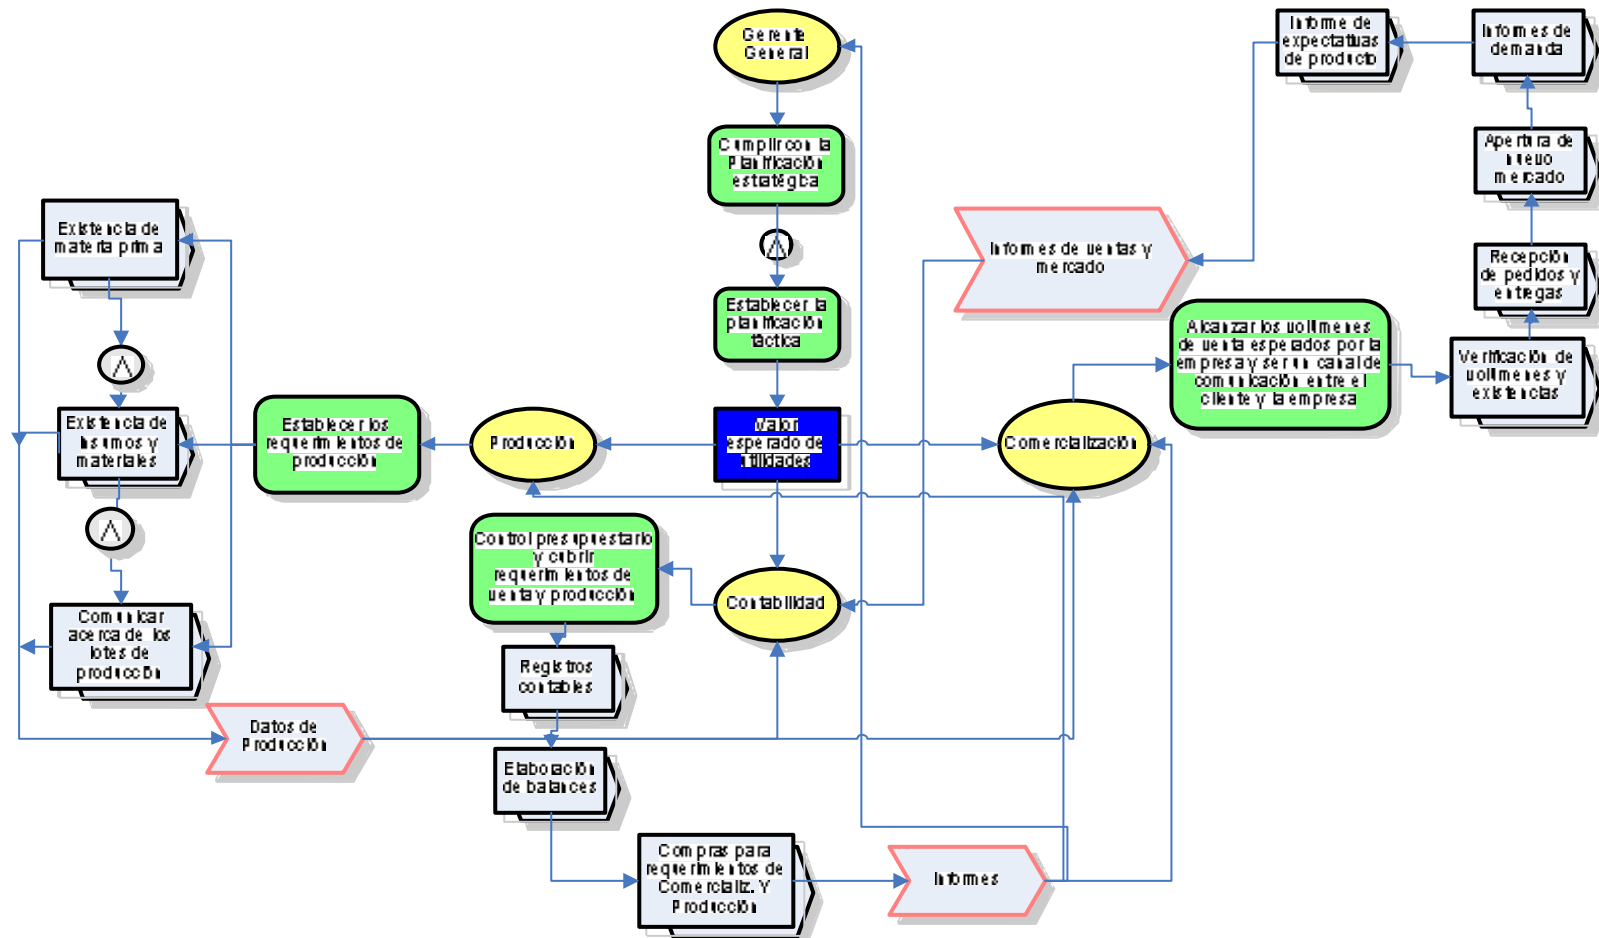 Gerente
General
Cumplir con la
Planificación
estratégica
Establecer la
planificación
táctica
Valor
esperado de
utilidades
Informe de
expectativas
de producto
Informes de
demanda
Apertura de
nuevo
mercado
Recepción
de pedidos y
entregas
Verificación de
volúmenes y
existencias
Informes de ventas y
mercado
Alcanzar los volúmenes
de venta esperados por la
empresa y ser un canal de
comunicación entre el
cliente y la empresa
Comercialización
Producción
Establecer los
requerimientos de
producción
Existencia de
materia prima
Existencia de
insumos y
materiales
Comunicar
acerca de los
lotes de
producción
Datos de
Producción
Control presupuestario
y cubrir
requerimientos de
venta y producción
Contabilidad
Registros
contables
Elaboración
de balances
Compras para
requerimientos de
Comercializ. Y
Producción
Informes